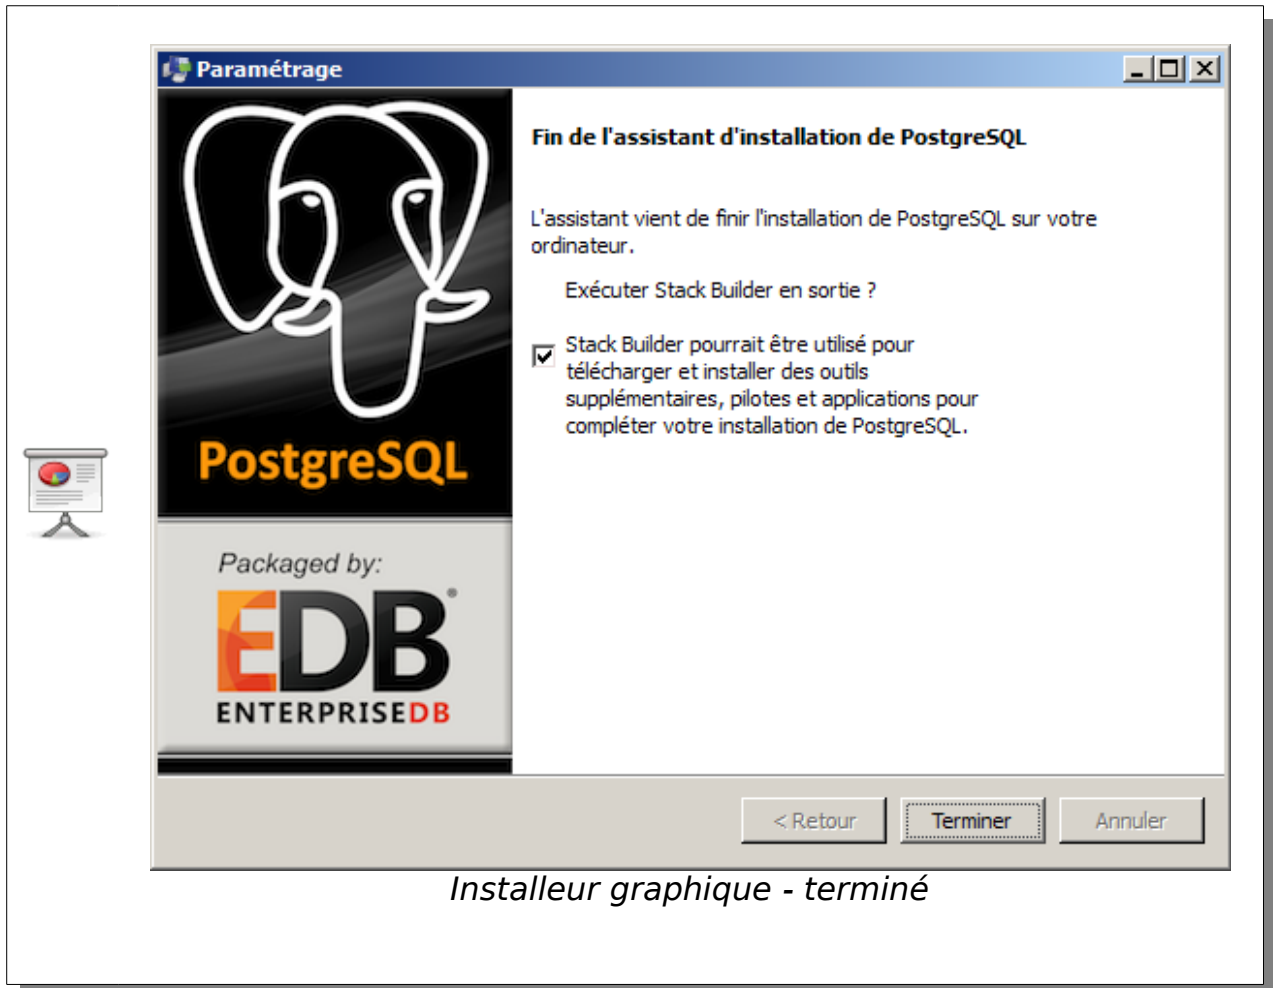 Paramétrage
Fin de l'assistant d'installation de PostgreSQL
L'assistant vient de finir l'installation de PostgreSQL sur votre
ordinateur.
Exécuter Stack Builder en sortie ?
Stack Builder pourrait être utilisé pour
télécharger et installer des outils
supplémentaires, pilotes et applications pour
compléter votre installation de PostgreSQL.
PostgreSQL
Packaged by:
EDB®
ENTERPRISEDB
< Retour
Terminer
Annuler
Installeur graphique - terminé